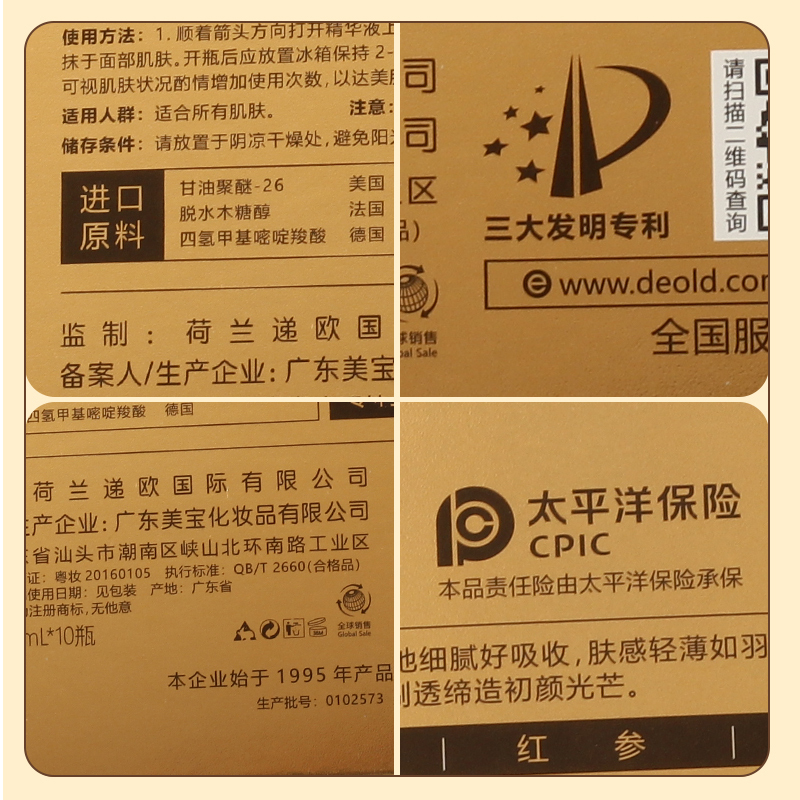 使用方法：1. 顺着箭头方向打开精华液
抹于面部肌肤。开瓶后应放置冰箱保持 2-
可视肌肤状况酌情增加使用次数，以达美
适用人群：适合所有肌肤。 注意：
储存条件：请放置于阴凉干燥处，避免阳
进口原料
甘油聚醚-26 美国
脱水木糖醇 法国
四氢甲基嘧啶羧酸 德国
监制：荷兰递欧国
备案人/生产企业：广东美宝
司
司
区
品）
球销售
bal Sale
三大发明专利
www.deold.co
全国服
请扫描二维码查询
四氢甲基嘧啶羧酸 德国
荷兰递欧国际有限公司
生产企业：广东美宝化妆品有限公司
省汕头市潮南区峡山北环南路工业区
证：粤妆 20160105 执行标准：QB/T 2660(合格品)
使用日期：见包装 产地：广东省
注册商标，无他意
mL*10瓶
全球销售
Global Sale
本企业始于 1995 年产品
生产批号：0102573
太平洋保险
CPIC
本品责任险由太平洋保险承保
地细腻好吸收，肤感轻薄如羽
透缔造初颜光芒。
红参